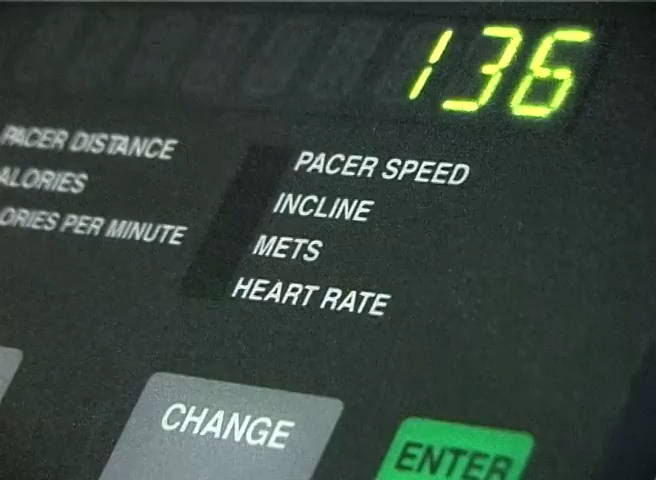 136
PACER DISTANCE
ALORIES
ORIES PER MINUTE
PACER SPEED
INCLINE
METS
HEART RATE
CHANGE
ENTER